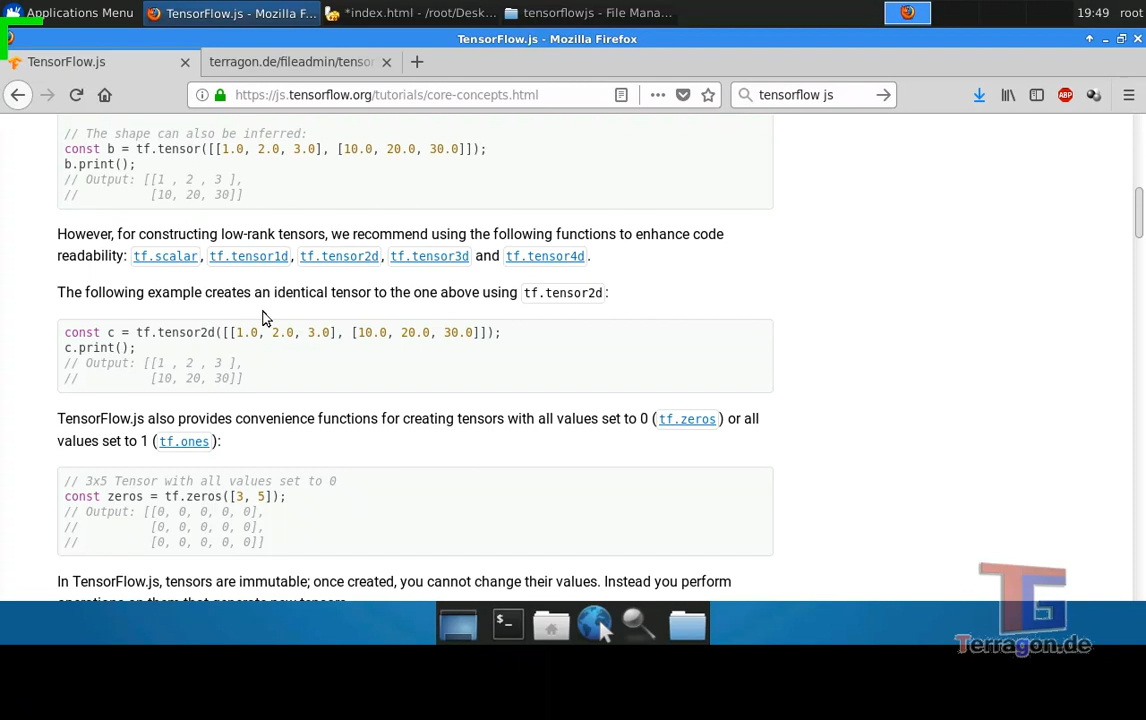 Applications Menu
TensorFlow.js - Mozilla F...
*index.html - /root/Desk...
tensorflowjs - File Mana...
19:49 root
TensorFlow.js - Mozilla Firefox
TensorFlow.js
terragon.de/fileadmin/tensor
https://js.tensorflow.org/tutorials/core-concepts.html
tensorflow js
ABP
// The shape can also be inferred:
const b = tf.tensor([[1.0, 2.0, 3.0], [10.0, 20.0, 30.0]]);
b.print();
// Output: [[1 , 2 , 3 ],
// [10, 20, 30]]
However, for constructing low-rank tensors, we recommend using the following functions to enhance code
readability: tf.scalar, tf.tensor1d, tf.tensor2d, tf.tensor3d and tf.tensor4d.
The following example creates an identical tensor to the one above using tf.tensor2d:
const c = tf.tensor2d([[1.0, 2.0, 3.0], [10.0, 20.0, 30.0]]);
c.print();
// Output: [[1 , 2 , 3 ],
// [10, 20, 30]]
TensorFlow.js also provides convenience functions for creating tensors with all values set to 0 (tf.zeros) or all
values set to 1 (tf.ones):
// 3x5 Tensor with all values set to 0
const zeros = tf.zeros([3, 5]);
// Output: [[0, 0, 0, 0, 0],
// [0, 0, 0, 0, 0],
// [0, 0, 0, 0, 0]]
In TensorFlow.js, tensors are immutable; once created, you cannot change their values. Instead you perform
operations on them that generate new tensors.
$_
TG
Terragon.de